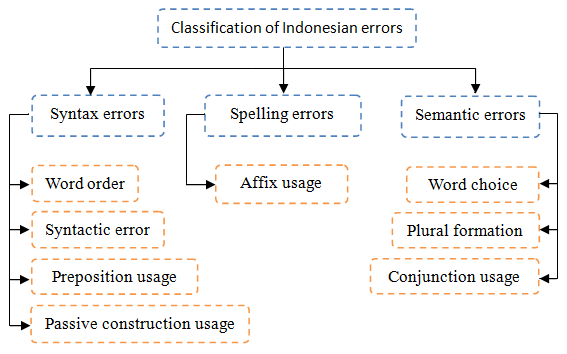 Classification of Indonesian errors
Syntax errors
Spelling errors
Semantic errors
Word order
Syntactic error
Preposition usage
Passive construction usage
Affix usage
Word choice
Plural formation
Conjunction usage